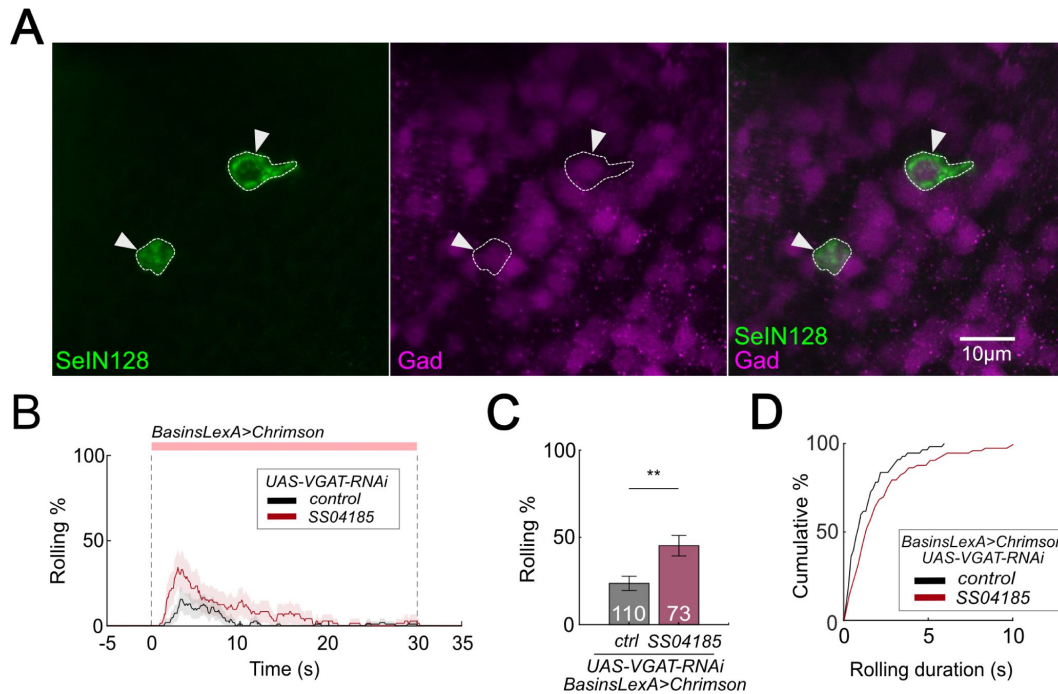 A
SeIN128
Gad
SeIN128
Gad
10µm
B
BasinsLexA>Chrimson
100
50
0
Rolling %
UAS-VGAT-RNAi
control
SS04185
-5 0 10 20 30 35
Time (s)
C
100
50
0
Rolling %
**
110 73
ctrl SS04185
UAS-VGAT-RNAi
BasinsLexA>Chrimson
D
100
50
0
Cumulative %
BasinsLexA>Chrimson
UAS-VGAT-RNAi
control
SS04185
0 5 10
Rolling duration (s)